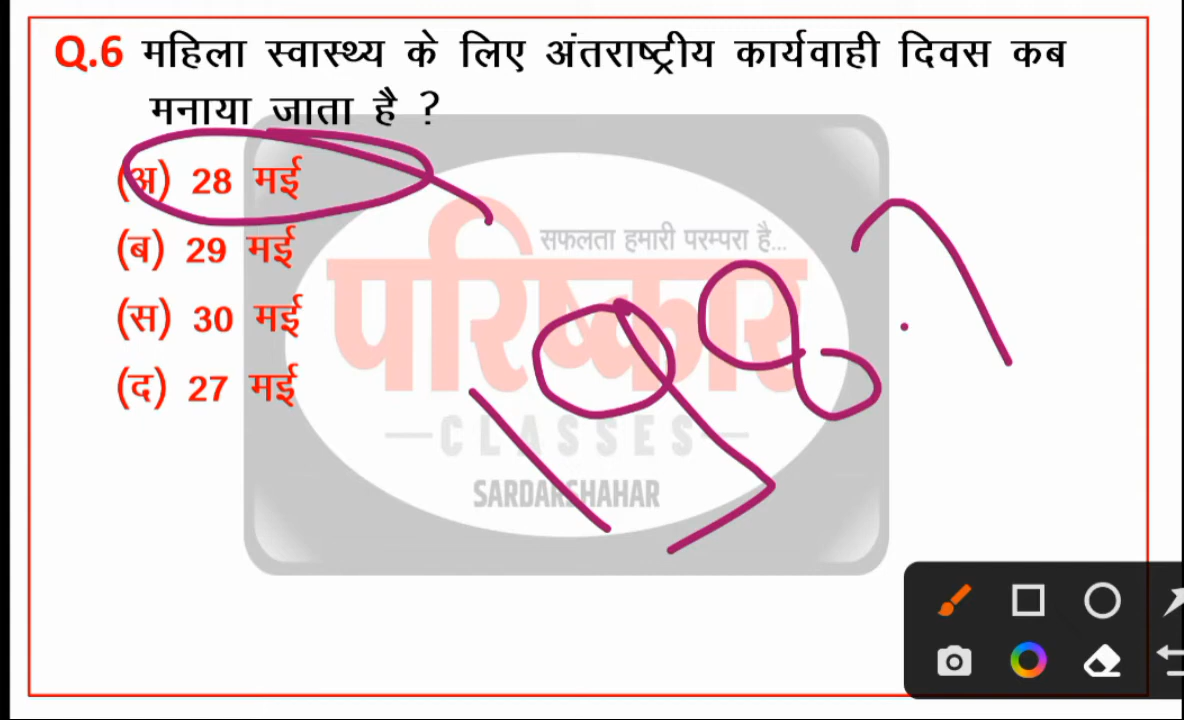 Q.6 महिला स्वास्थ्य के लिए अंतराष्ट्रीय कार्यवाही दिवस कब
मनाया जाता है ?
(अ) 28 मई
(ब) 29 मई
(स) 30 मई
(द) 27 मई
सफलता हमारी परम्परा है...
परिष्कार
CLASSES
SARDARSHAHAR